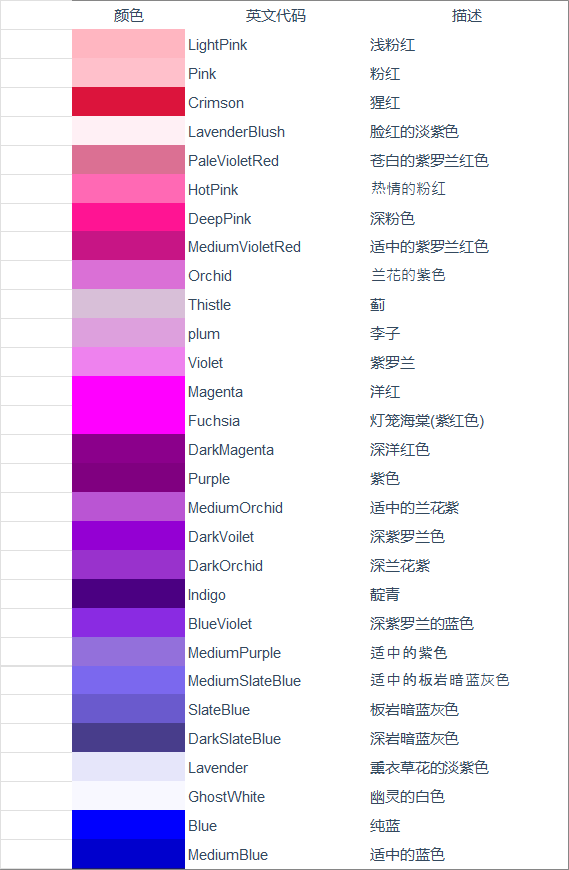 颜色 英文代码 描述
LightPink 浅粉红
Pink 粉红
Crimson 猩红
LavenderBlush 脸红的淡紫色
PaleVioletRed 苍白的紫罗兰红色
HotPink 热情的粉红
DeepPink 深粉色
MediumVioletRed 适中的紫罗兰红色
Orchid 兰花的紫色
Thistle 蓟
plum 李子
Violet 紫罗兰
Magenta 洋红
Fuchsia 灯笼海棠(紫红色)
DarkMagenta 深洋红色
Purple 紫色
MediumOrchid 适中的兰花紫
DarkVoilet 深紫罗兰色
DarkOrchid 深兰花紫
Indigo 靛青
BlueViolet 深紫罗兰的蓝色
MediumPurple 适中的紫色
MediumSlateBlue 适中的板岩暗蓝灰色
SlateBlue 板岩暗蓝灰色
DarkSlateBlue 深岩暗蓝灰色
Lavender 薰衣草花的淡紫色
GhostWhite 幽灵的白色
Blue 纯蓝
MediumBlue 适中的蓝色